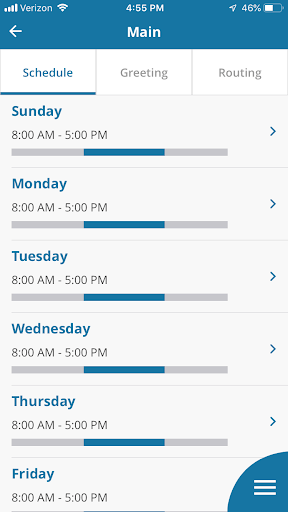 Verizon 4:55 PM 46%
Main
Schedule Greeting Routing
Sunday
8:00 AM - 5:00 PM
Monday
8:00 AM - 5:00 PM
Tuesday
8:00 AM - 5:00 PM
Wednesday
8:00 AM - 5:00 PM
Thursday
8:00 AM - 5:00 PM
Friday
8:00 AM - 5:00 PM